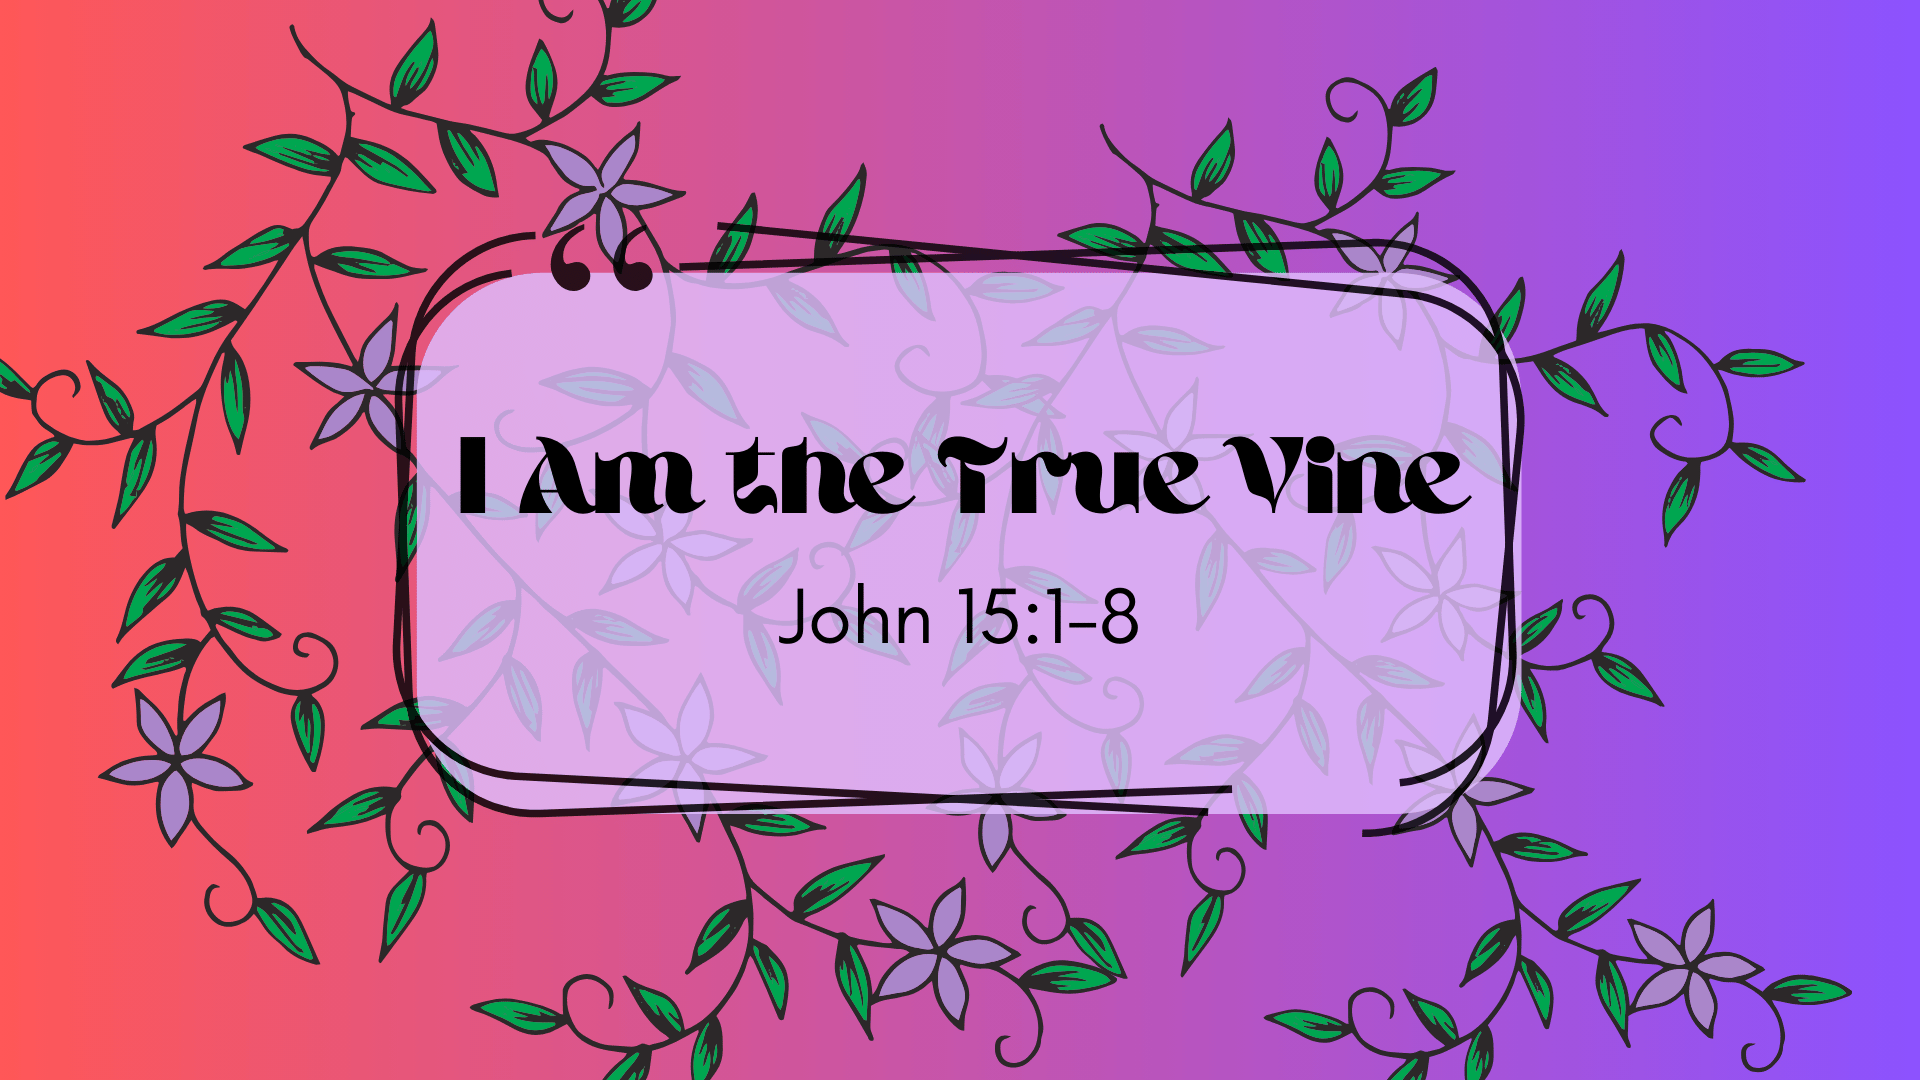 “
I Am the True Vine
John 15:1-8